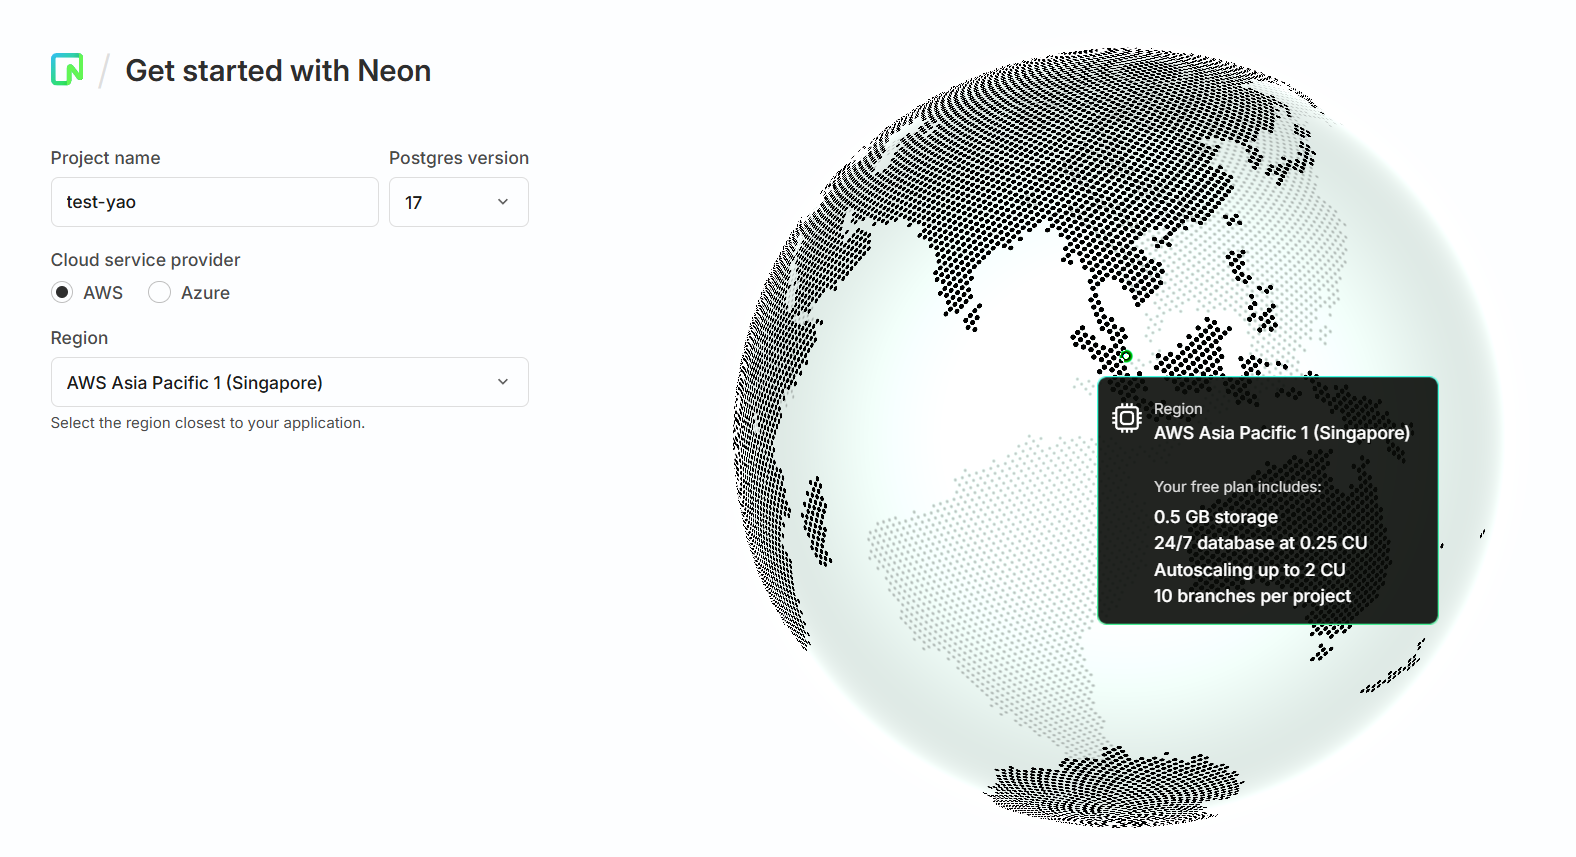 Get started with Neon
Project name
Postgres version
test-yao
17
Cloud service provider
AWS
Azure
Region
AWS Asia Pacific 1 (Singapore)
Select the region closest to your application.
Region
AWS Asia Pacific 1 (Singapore)
Your free plan includes:
0.5 GB storage
24/7 database at 0.25 CU
Autoscaling up to 2 CU
10 branches per project